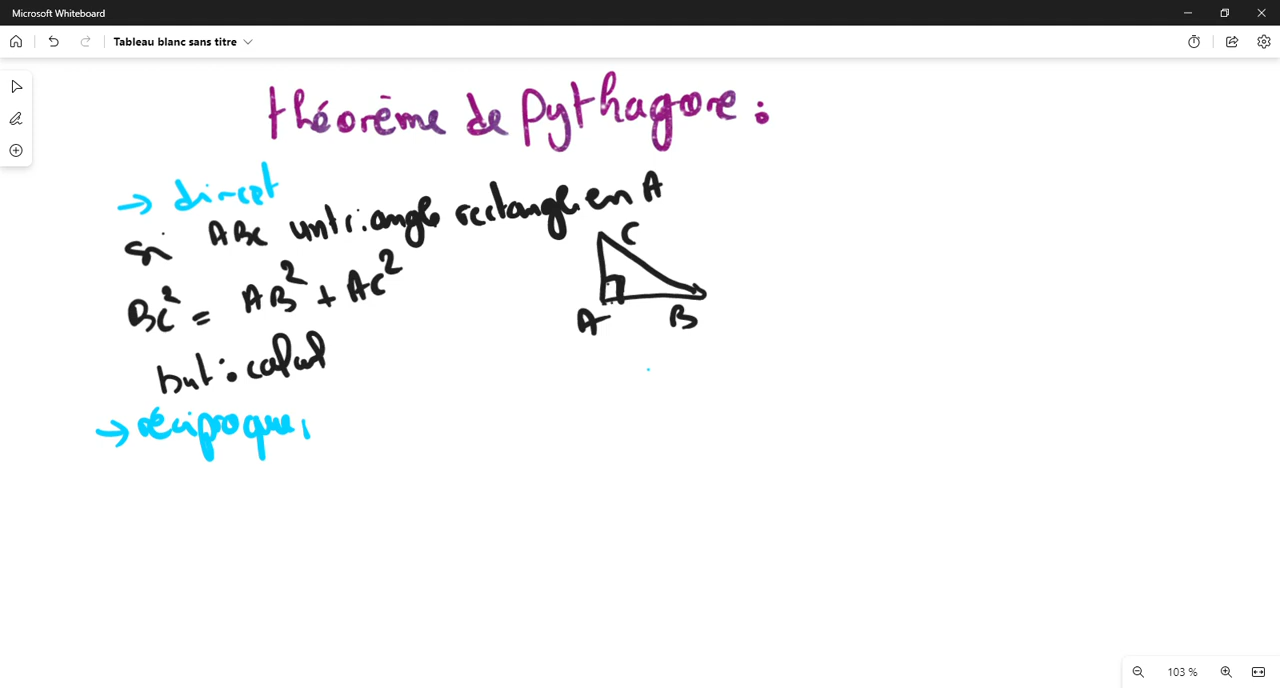 Microsoft Whiteboard
Tableau blanc sans titre
théorème de Pythagore :
→ direct
si ABC un triangle rectangle en A
BC² = AB² + AC²
C
A
B
but : calcul
→ réciproque
103 %